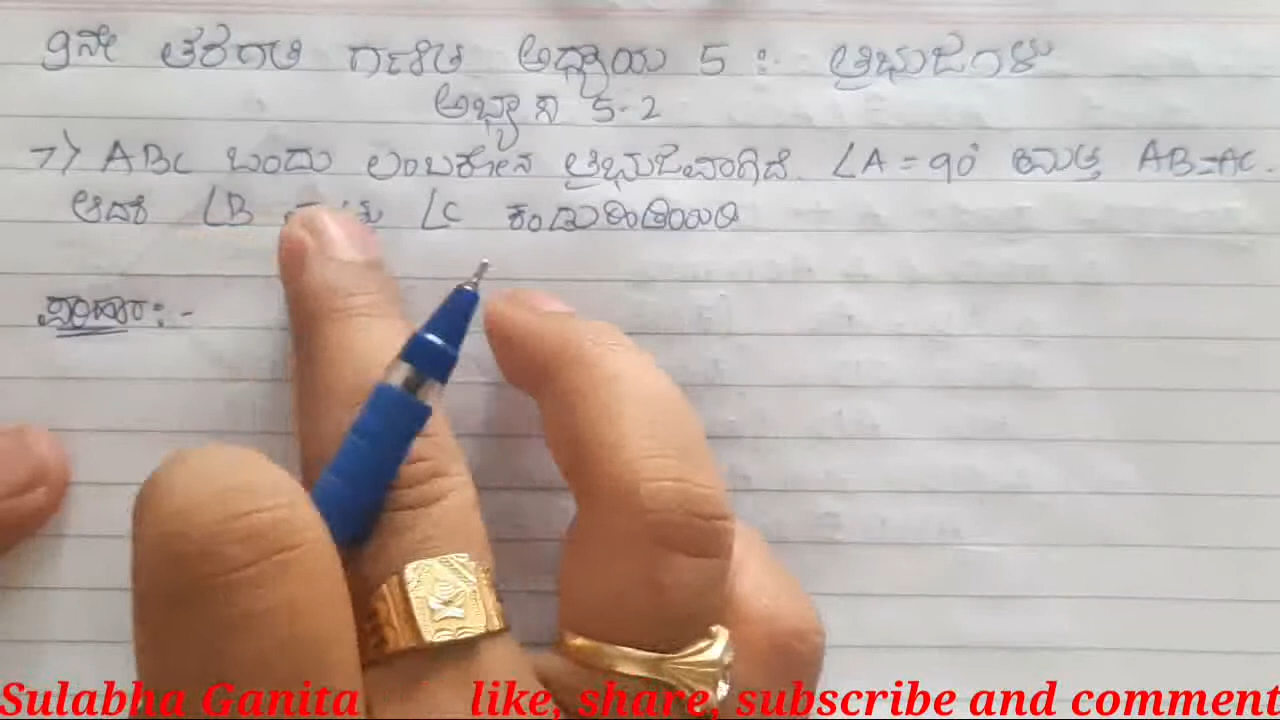 9ನೇ ತರಗತಿ ಗಣಿತ ಅಧ್ಯಾಯ 5 : ತ್ರಿಭುಜಗಳು
ಅಭ್ಯಾಸ 5.2
7) ABC ಒಂದು ಲಂಬಕೋನ ತ್ರಿಭುಜವಾಗಿದೆ. ∠A = 90° ಮತ್ತು AB=AC.
ಆದರೆ ∠B ∠C ಕಂಡುಹಿಡಿಯಿರಿ
ಪರಿಹಾರ :-
Sulabha Ganita like, share, subscribe and comment